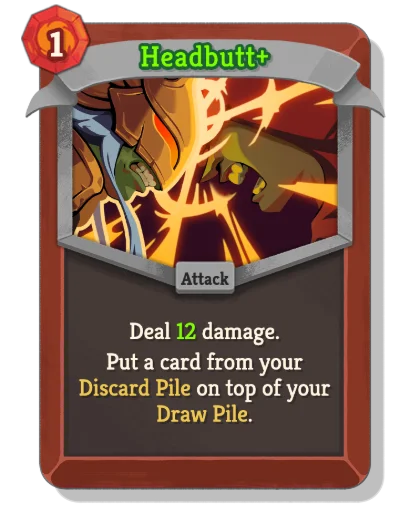 1
Headbutt+
Attack
Deal 12 damage.
Put a card from your
Discard Pile on top of your
Draw Pile.